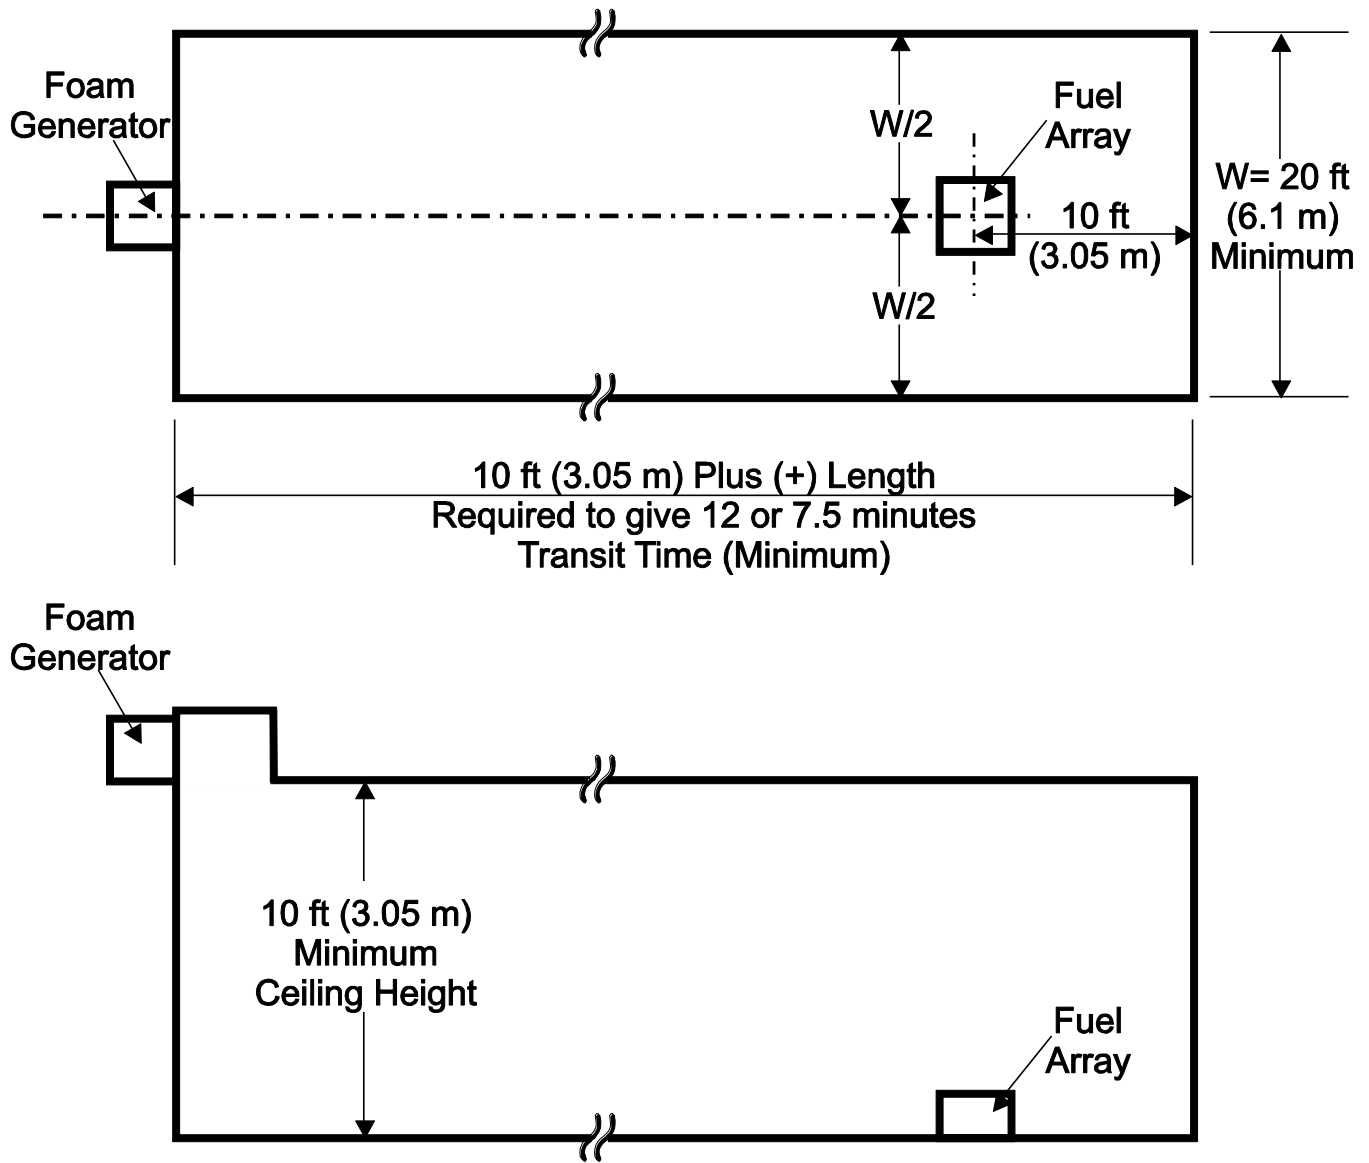 Foam
Generator
W/2
Fuel
Array
W= 20 ft
(6.1 m)
Minimum
10 ft
(3.05 m)
W/2
10 ft (3.05 m) Plus (+) Length
Required to give 12 or 7.5 minutes
Transit Time (Minimum)
Foam
Generator
10 ft (3.05 m)
Minimum
Ceiling Height
Fuel
Array